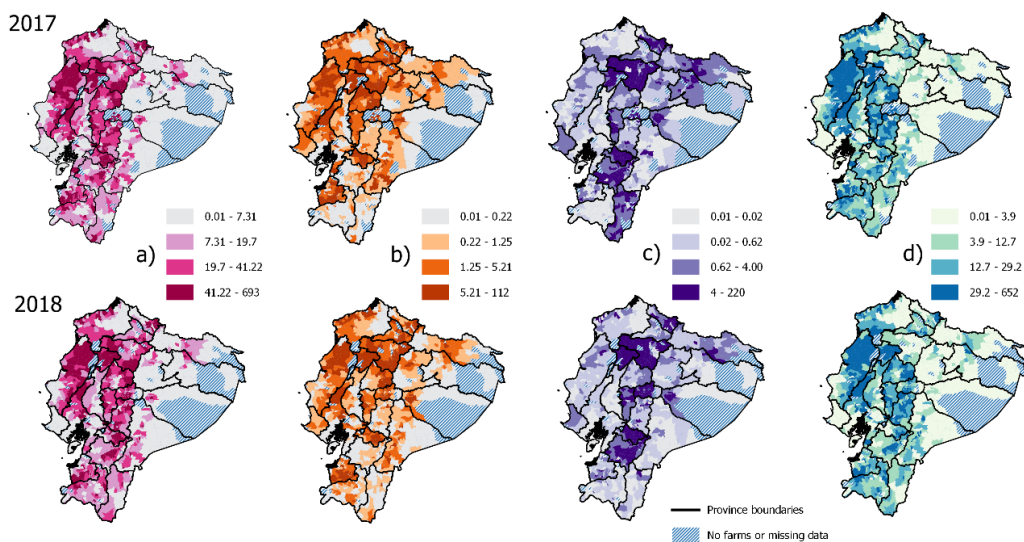 2017
0.01 - 7.31
7.31 - 19.7
19.7 - 41.22
41.22 - 693
a)
0.01 - 0.22
0.22 - 1.25
1.25 - 5.21
5.21 - 112
b)
0.01 - 0.02
0.02 - 0.62
0.62 - 4.00
4 - 220
c)
0.01 - 3.9
3.9 - 12.7
12.7 - 29.2
29.2 - 652
d)
2018
Province boundaries
No farms or missing data